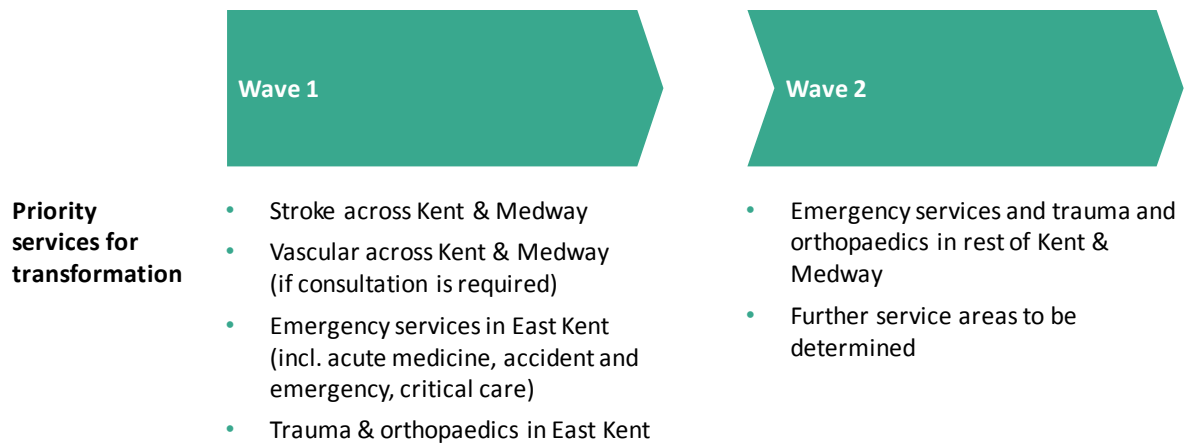 Wave 1
Wave 2
Priority
services for
transformation
• Stroke across Kent & Medway
• Vascular across Kent & Medway
(if consultation is required)
• Emergency services in East Kent
(incl. acute medicine, accident and
emergency, critical care)
• Trauma & orthopaedics in East Kent
• Emergency services and trauma and
orthopaedics in rest of Kent &
Medway
• Further service areas to be
determined